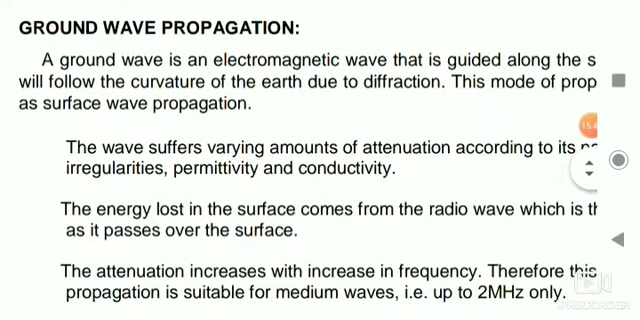 GROUND WAVE PROPAGATION:
A ground wave is an electromagnetic wave that is guided along the s
will follow the curvature of the earth due to diffraction. This mode of prop
as surface wave propagation.
The wave suffers varying amounts of attenuation according to its
irregularities, permittivity and conductivity.
The energy lost in the surface comes from the radio wave which is th
as it passes over the surface.
The attenuation increases with increase in frequency. Therefore this
propagation is suitable for medium waves, i.e. up to 2MHz only.